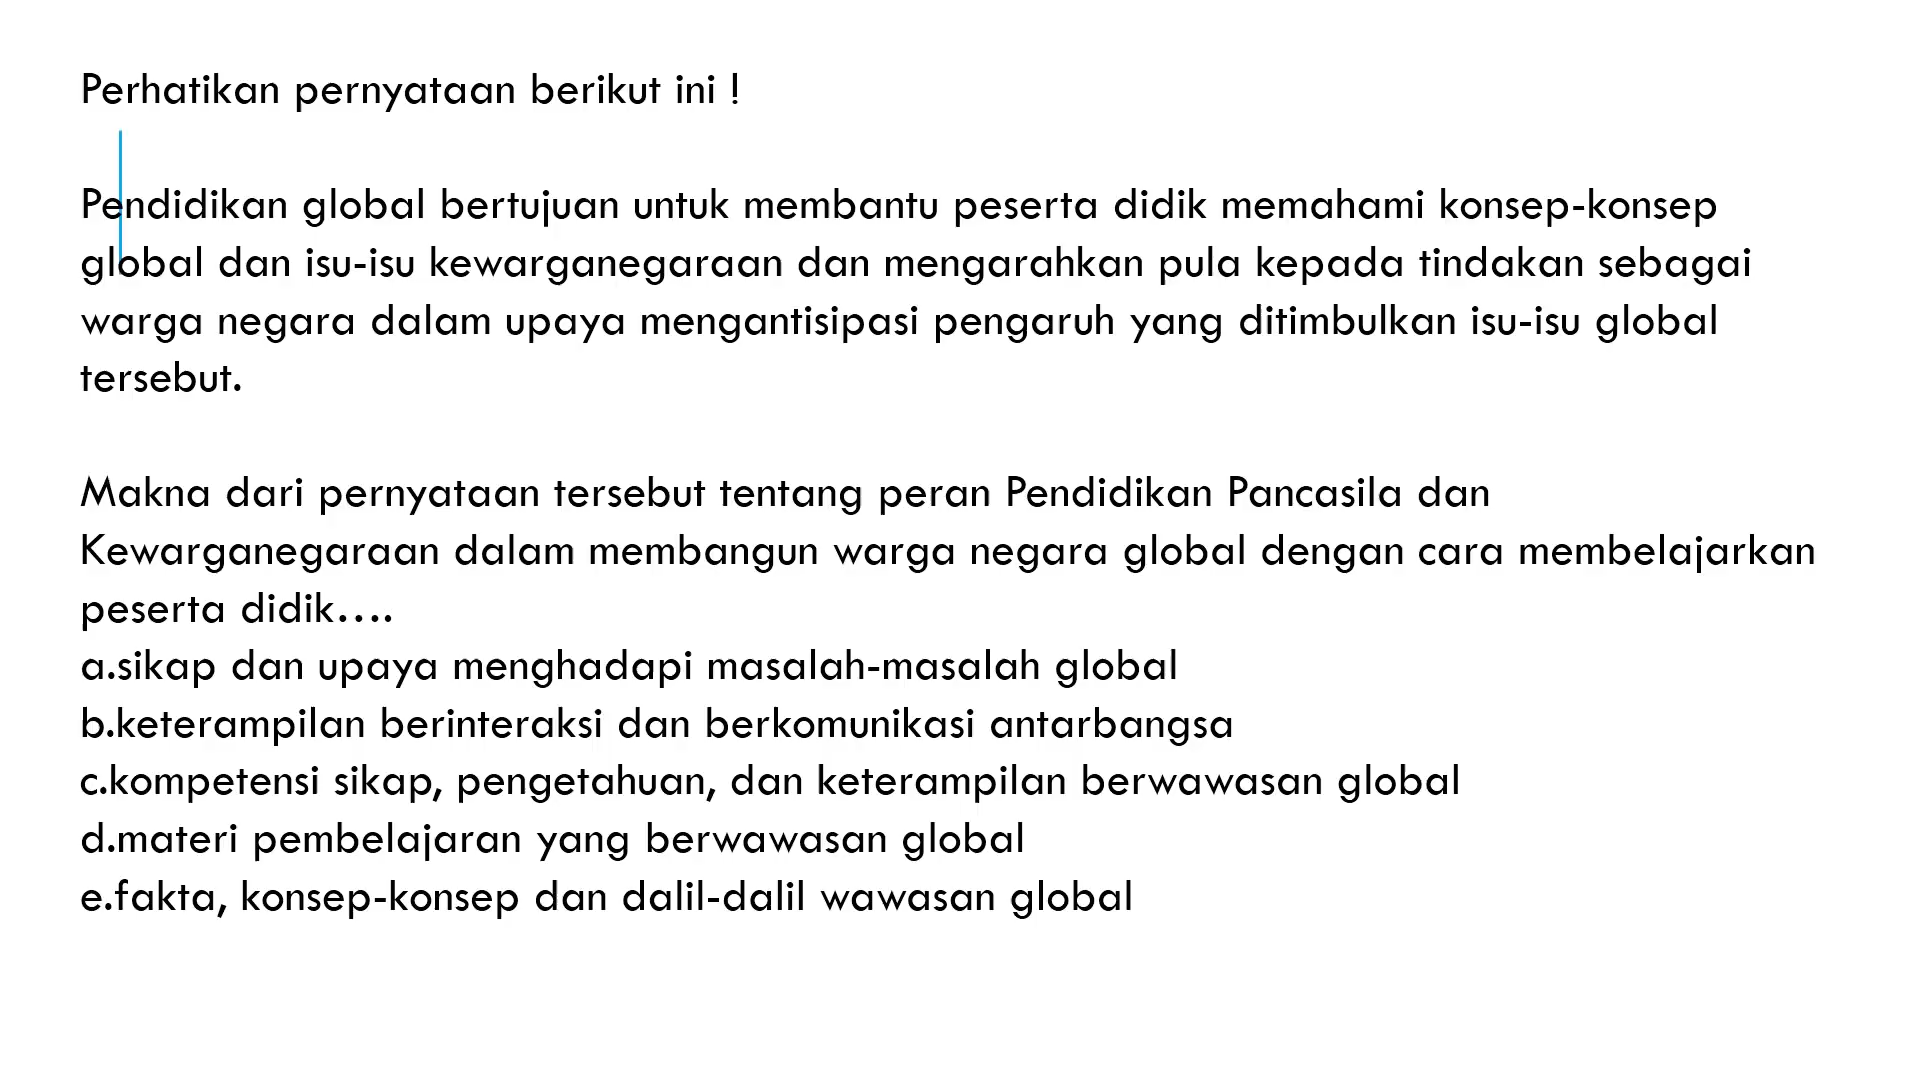 Perhatikan pernyataan berikut ini !
Pendidikan global bertujuan untuk membantu peserta didik memahami konsep-konsep
global dan isu-isu kewarganegaraan dan mengarahkan pula kepada tindakan sebagai
warga negara dalam upaya mengantisipasi pengaruh yang ditimbulkan isu-isu global
tersebut.
Makna dari pernyataan tersebut tentang peran Pendidikan Pancasila dan
Kewarganegaraan dalam membangun warga negara global dengan cara membelajarkan
peserta didik….
a.sikap dan upaya menghadapi masalah-masalah global
b.keterampilan berinteraksi dan berkomunikasi antarbangsa
c.kompetensi sikap, pengetahuan, dan keterampilan berwawasan global
d.materi pembelajaran yang berwawasan global
e.fakta, konsep-konsep dan dalil-dalil wawasan global